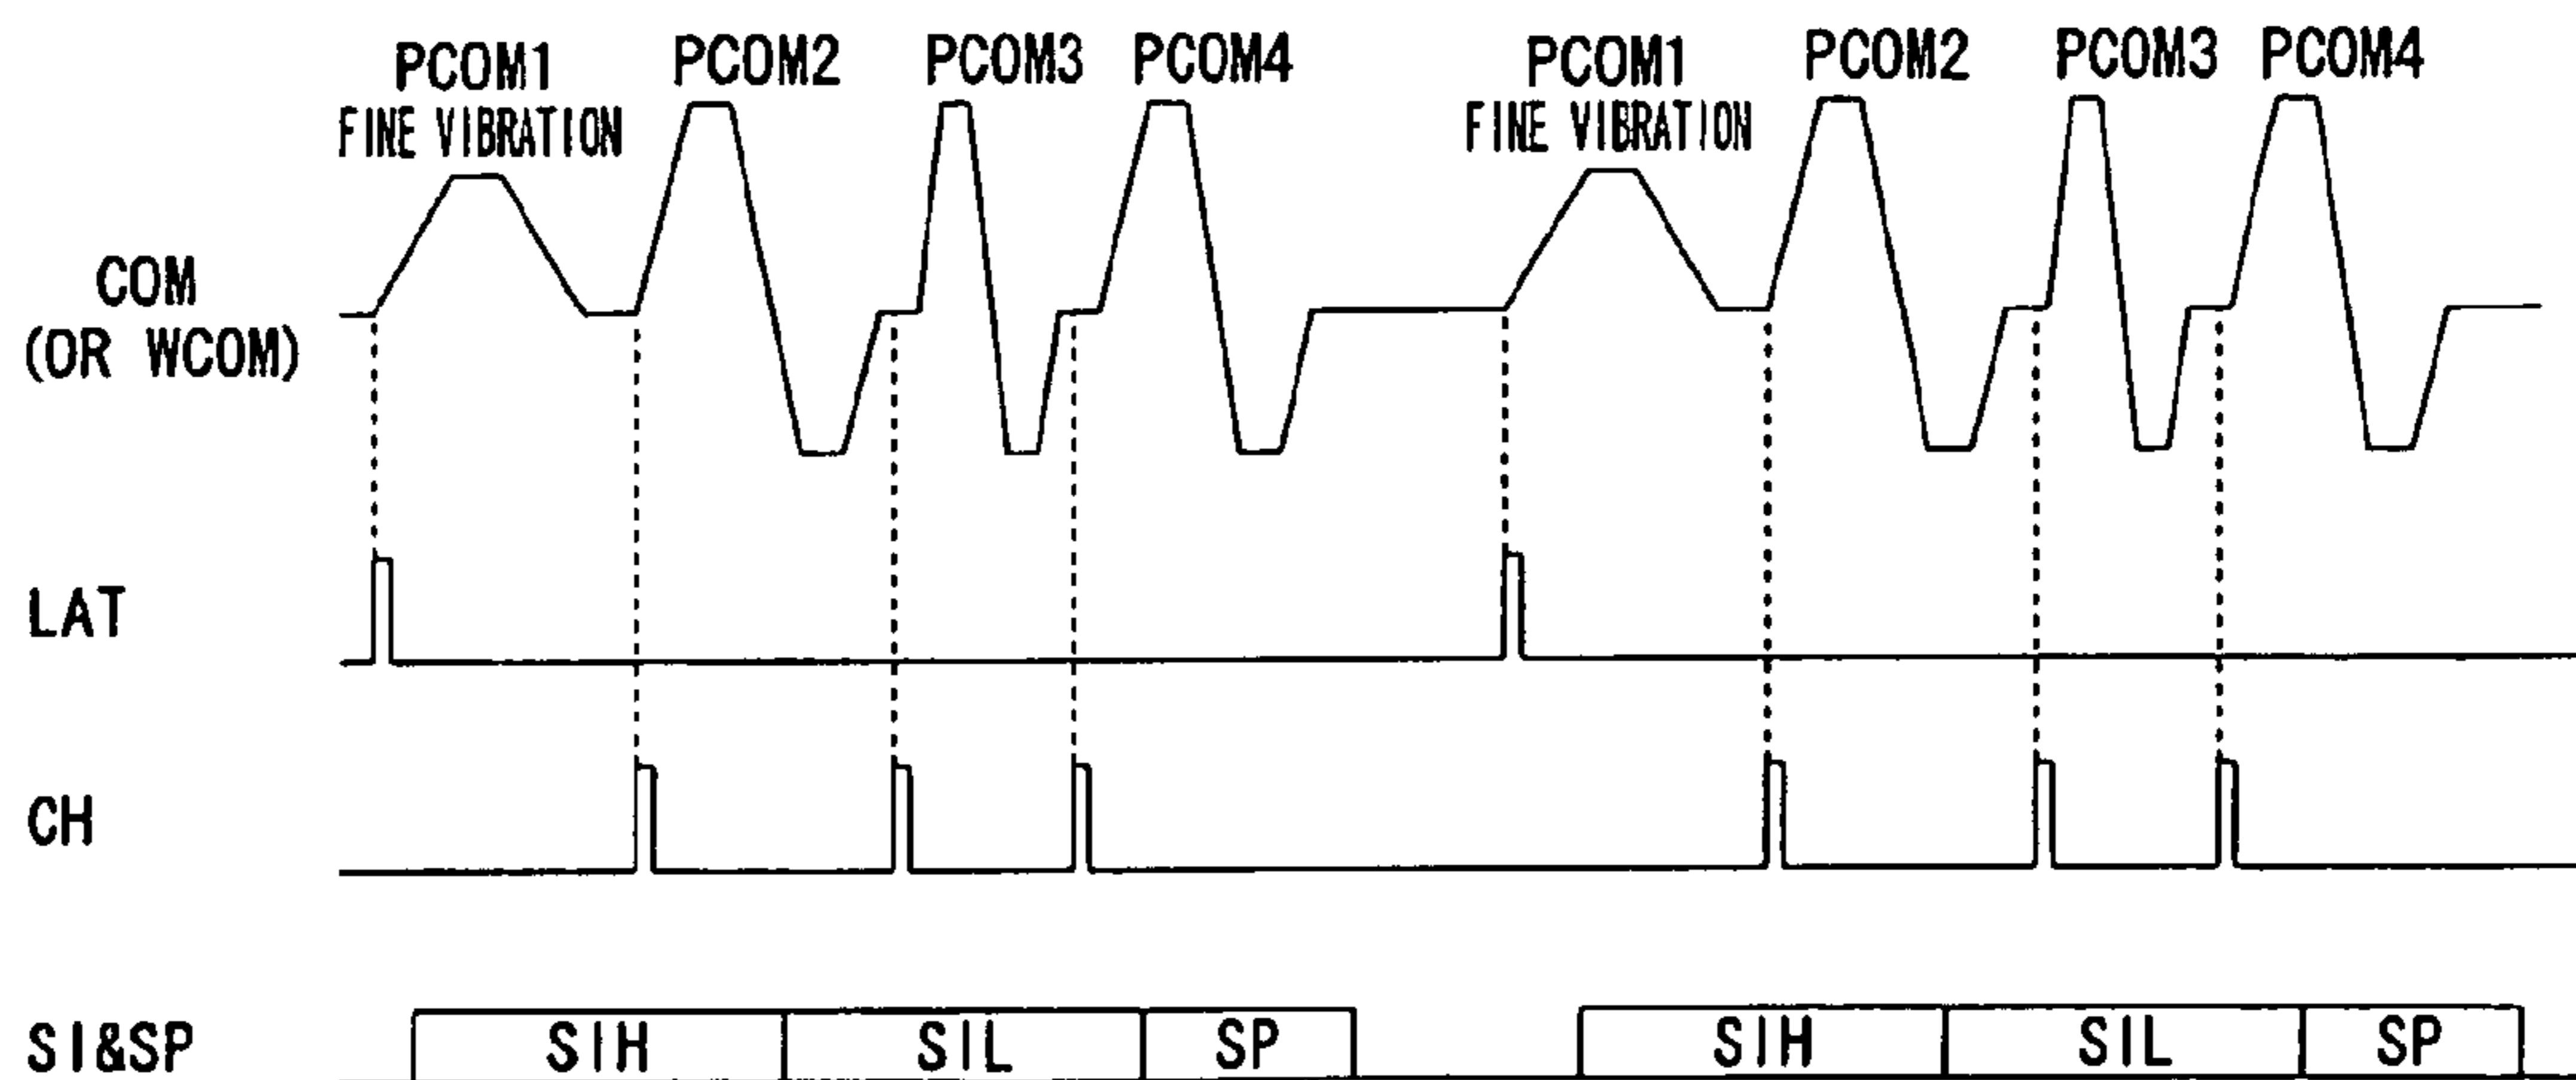 PCOM1 PCOM2 PCOM3 PCOM4 PCOM1 PCOM2 PCOM3 PCOM4
FINE VIBRATION FINE VIBRATION
COM
(OR WCOM)
LAT
CH
SI&SP SIH SIL SP SIH SIL SP